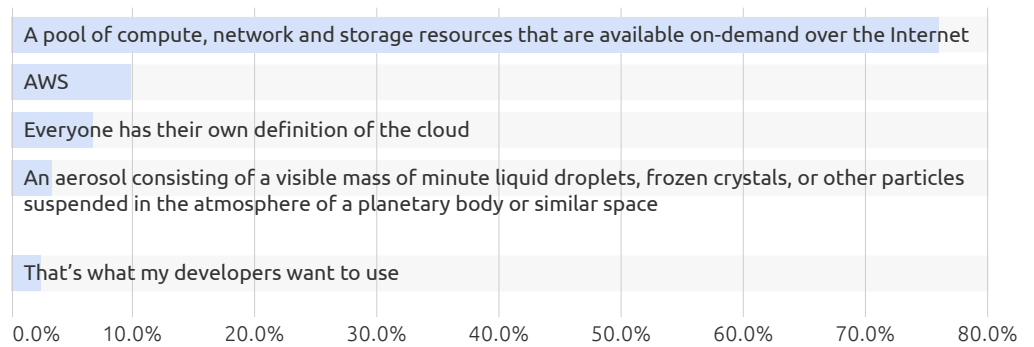 A pool of compute, network and storage resources that are available on-demand over the Internet
AWS
Everyone has their own definition of the cloud
An aerosol consisting of a visible mass of minute liquid droplets, frozen crystals, or other particles
suspended in the atmosphere of a planetary body or similar space
That’s what my developers want to use
0.0% 10.0% 20.0% 30.0% 40.0% 50.0% 60.0% 70.0% 80.0%